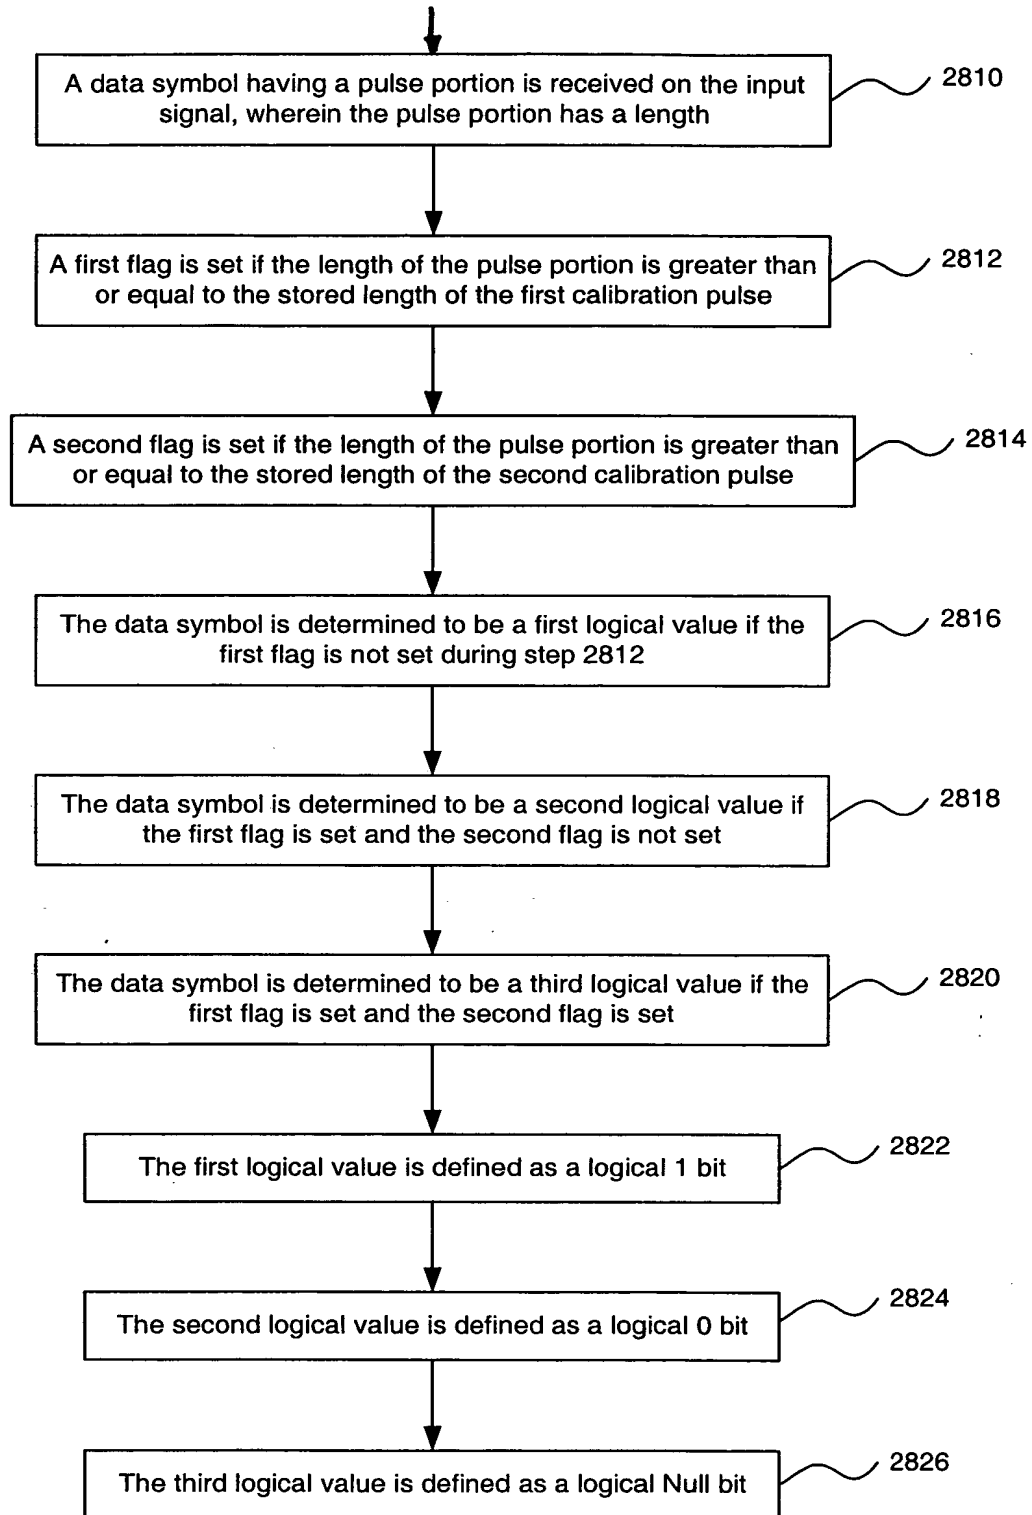 A data symbol having a pulse portion is received on the input
signal, wherein the pulse portion has a length
2810
A first flag is set if the length of the pulse portion is greater than
or equal to the stored length of the first calibration pulse
2812
A second flag is set if the length of the pulse portion is greater than
or equal to the stored length of the second calibration pulse
2814
The data symbol is determined to be a first logical value if the
first flag is not set during step 2812
2816
The data symbol is determined to be a second logical value if
the first flag is set and the second flag is not set
2818
The data symbol is determined to be a third logical value if the
first flag is set and the second flag is set
2820
The first logical value is defined as a logical 1 bit
2822
The second logical value is defined as a logical 0 bit
2824
The third logical value is defined as a logical Null bit
2826